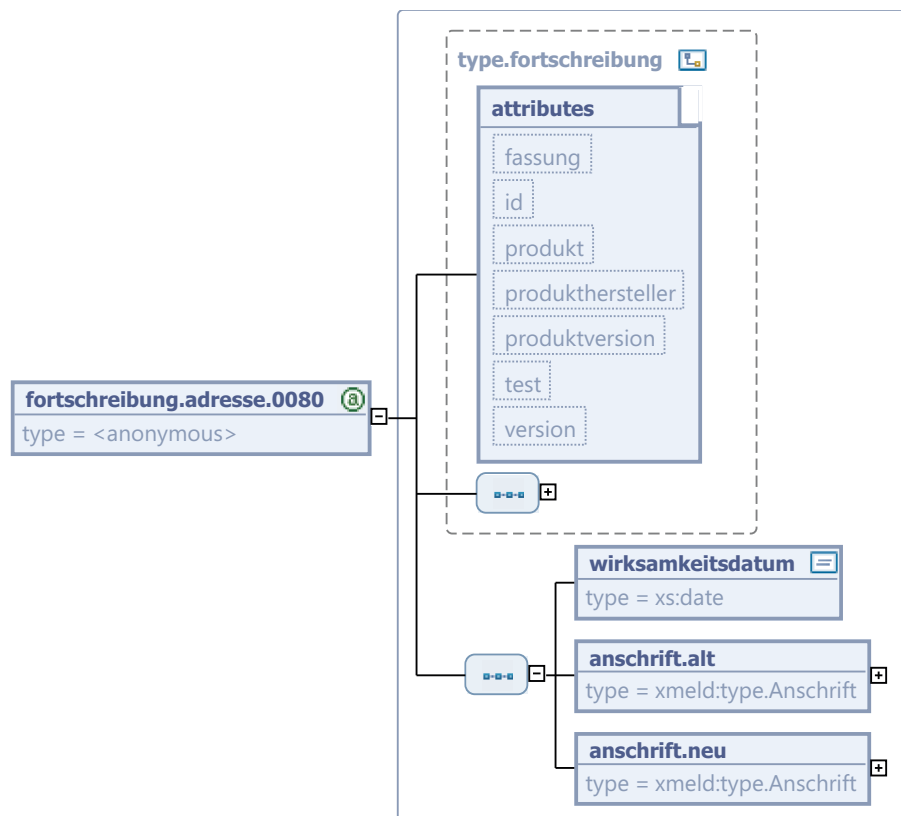 type.fortschreibung
attributes
fassung
id
produkt
produkthersteller
produktversion
test
version
fortschreibung.adresse.0080
type = <anonymous>
wirksamkeitsdatum
type = xs:date
anschrift.alt
type = xmeld:type.Anschrift
anschrift.neu
type = xmeld:type.Anschrift